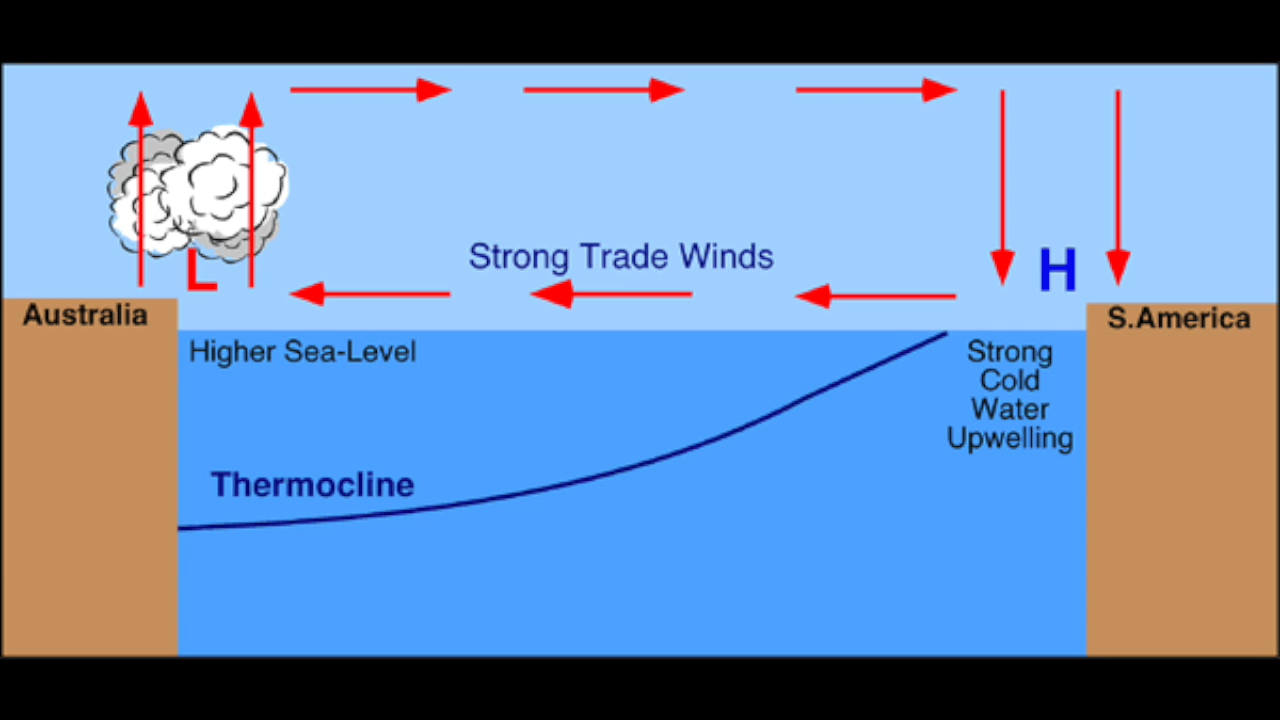 L
Strong Trade Winds
H
Australia
S.America
Higher Sea-Level
Strong
Cold
Water
Upwelling
Thermocline